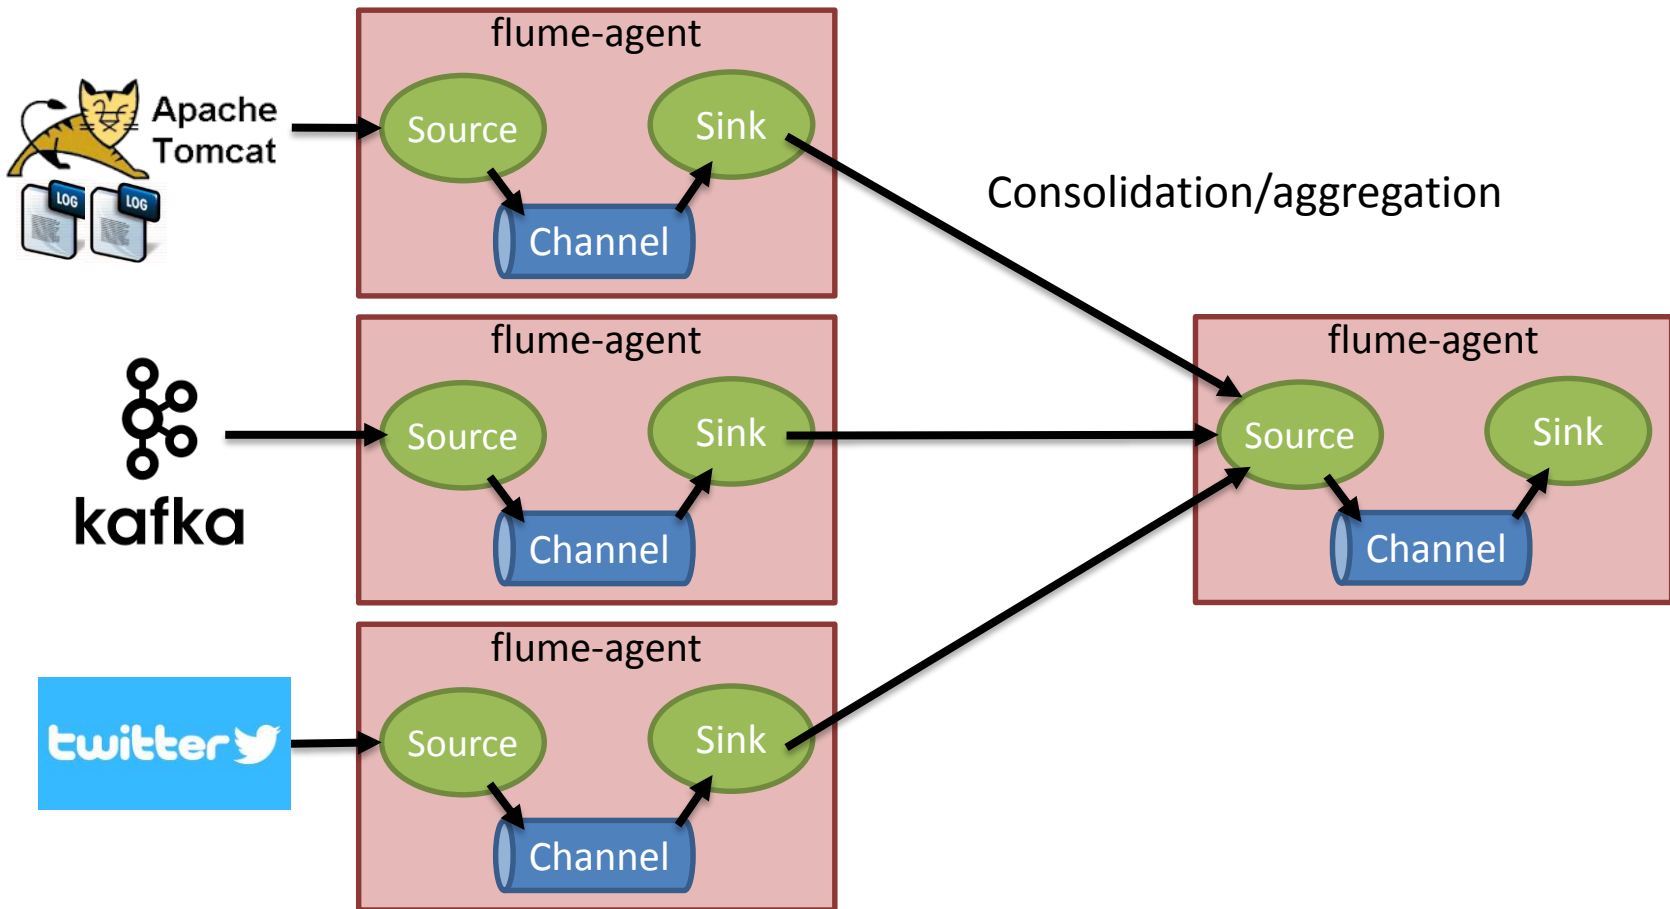 flume-agent
Apache
Tomcat
LOG
LOG
Source
Sink
Channel
Consolidation/aggregation
flume-agent
kafka
Source
Sink
Channel
flume-agent
Source
Sink
Channel
flume-agent
twitter
Source
Sink
Channel